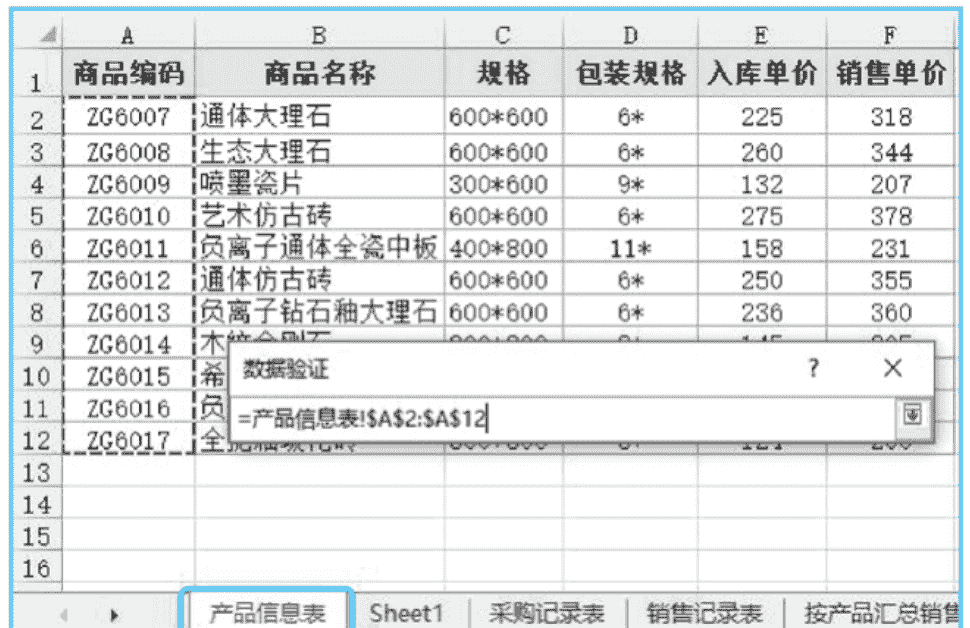 A B C D E F
1 商品编码 商品名称 规格 包装规格 入库单价 销售单价
2 ZG6007 通体大理石 600*600 6* 225 318
3 ZG6008 生态大理石 600*600 6* 260 344
4 ZG6009 喷墨瓷片 300*600 9* 132 207
5 ZG6010 艺术仿古砖 600*600 6* 275 378
6 ZG6011 负离子通体全瓷中板 400*800 11* 158 231
7 ZG6012 通体仿古砖 600*600 6* 250 355
8 ZG6013 负离子钻石釉大理石 600*600 6* 236 360
9 ZG6014 木纹金刚石
数据验证 ? ×
10 ZG6015 希
11 ZG6016 负
=产品信息表!$A$2:$A$12
12 ZG6017 全
13
14
15
16
产品信息表 Sheet1 采购记录表 销售记录表 按产品汇总销售